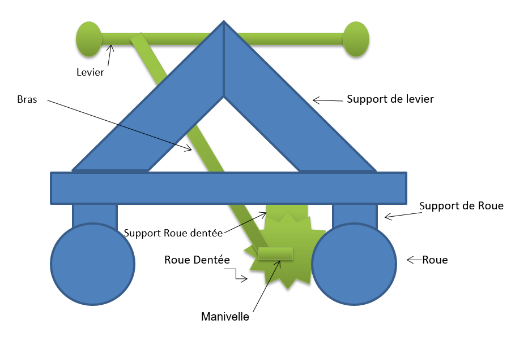 Levier
Bras
Support de levier
Support de Roue
Support Roue dentée
Roue Dentée
Roue
Manivelle